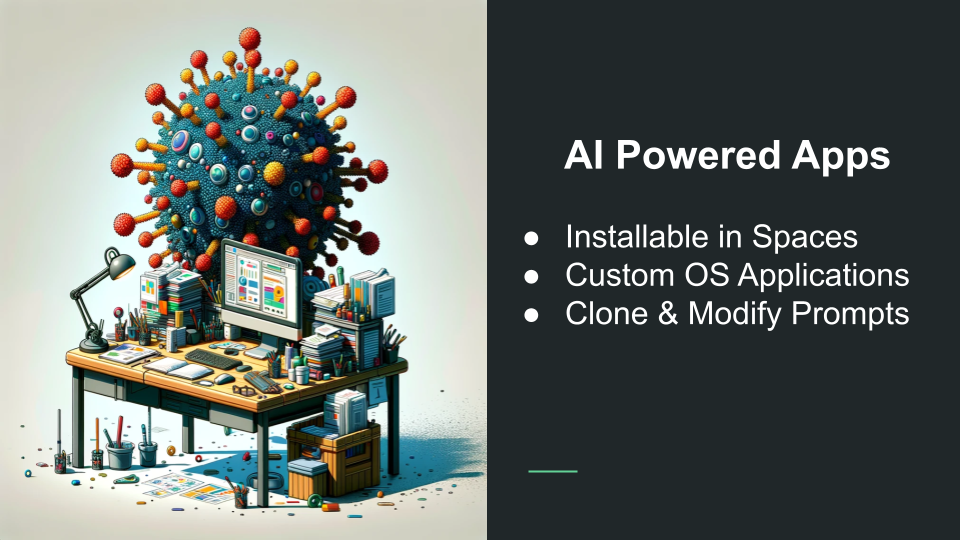 AI Powered Apps
● Installable in Spaces
● Custom OS Applications
● Clone & Modify Prompts